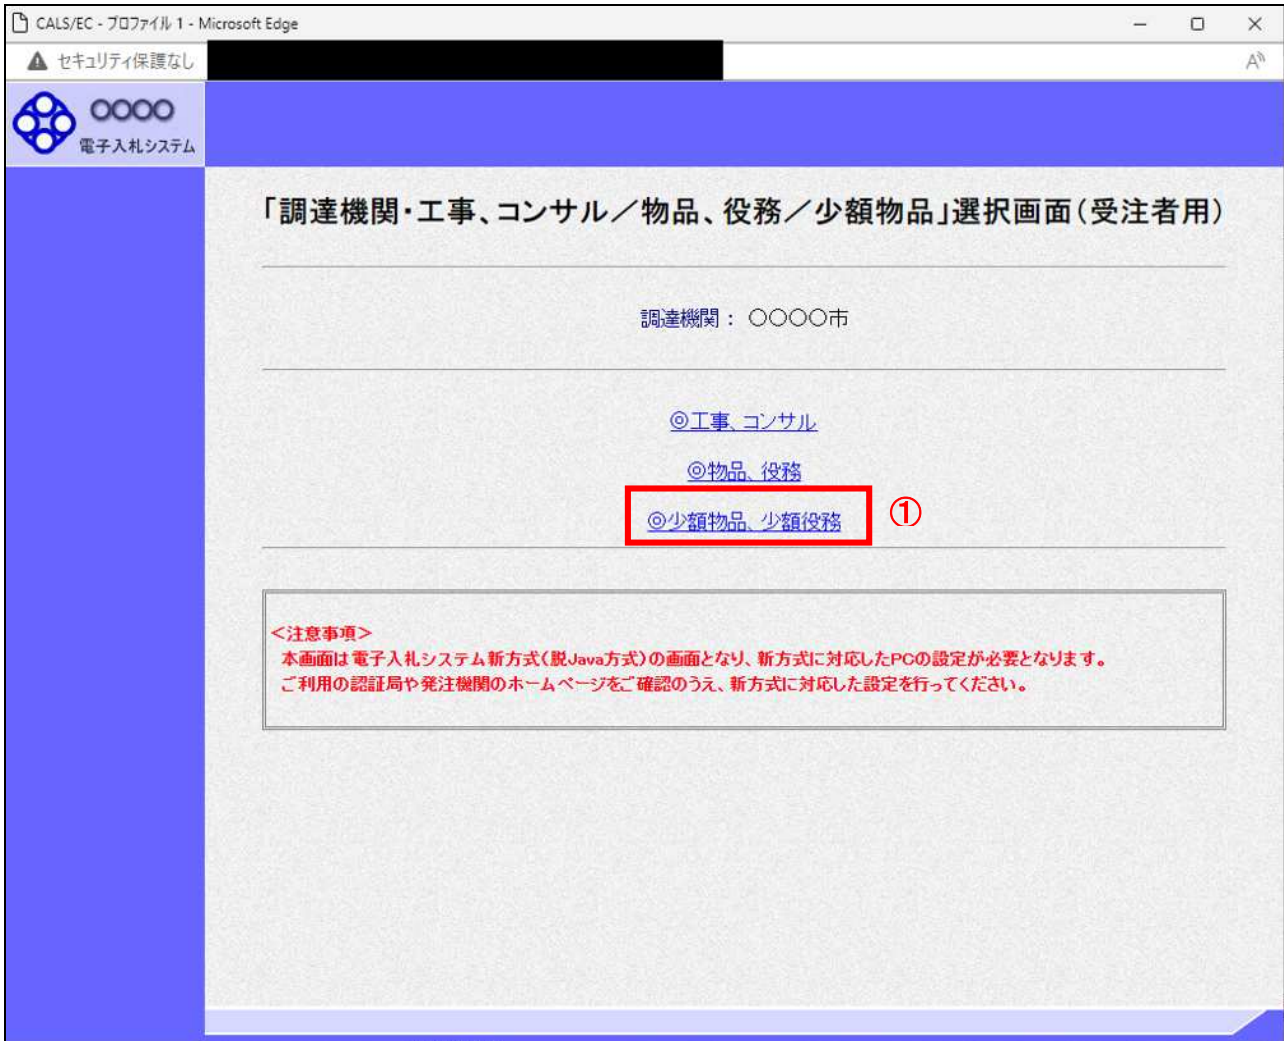 CALS/EC - プロファイル 1 - Microsoft Edge
セキュリティ保護なし
A
〇〇〇〇
電子入札システム
「調達機関・工事、コンサル／物品、役務／少額物品」選択画面（受注者用）
調達機関： 〇〇〇〇市
◎工事、コンサル
◎物品、役務
◎少額物品、少額役務
①
＜注意事項＞
本画面は電子入札システム新方式（脱Java方式）の画面となり、新方式に対応したPCの設定が必要となります。
ご利用の認証局や発注機関のホームページをご確認のうえ、新方式に対応した設定を行ってください。